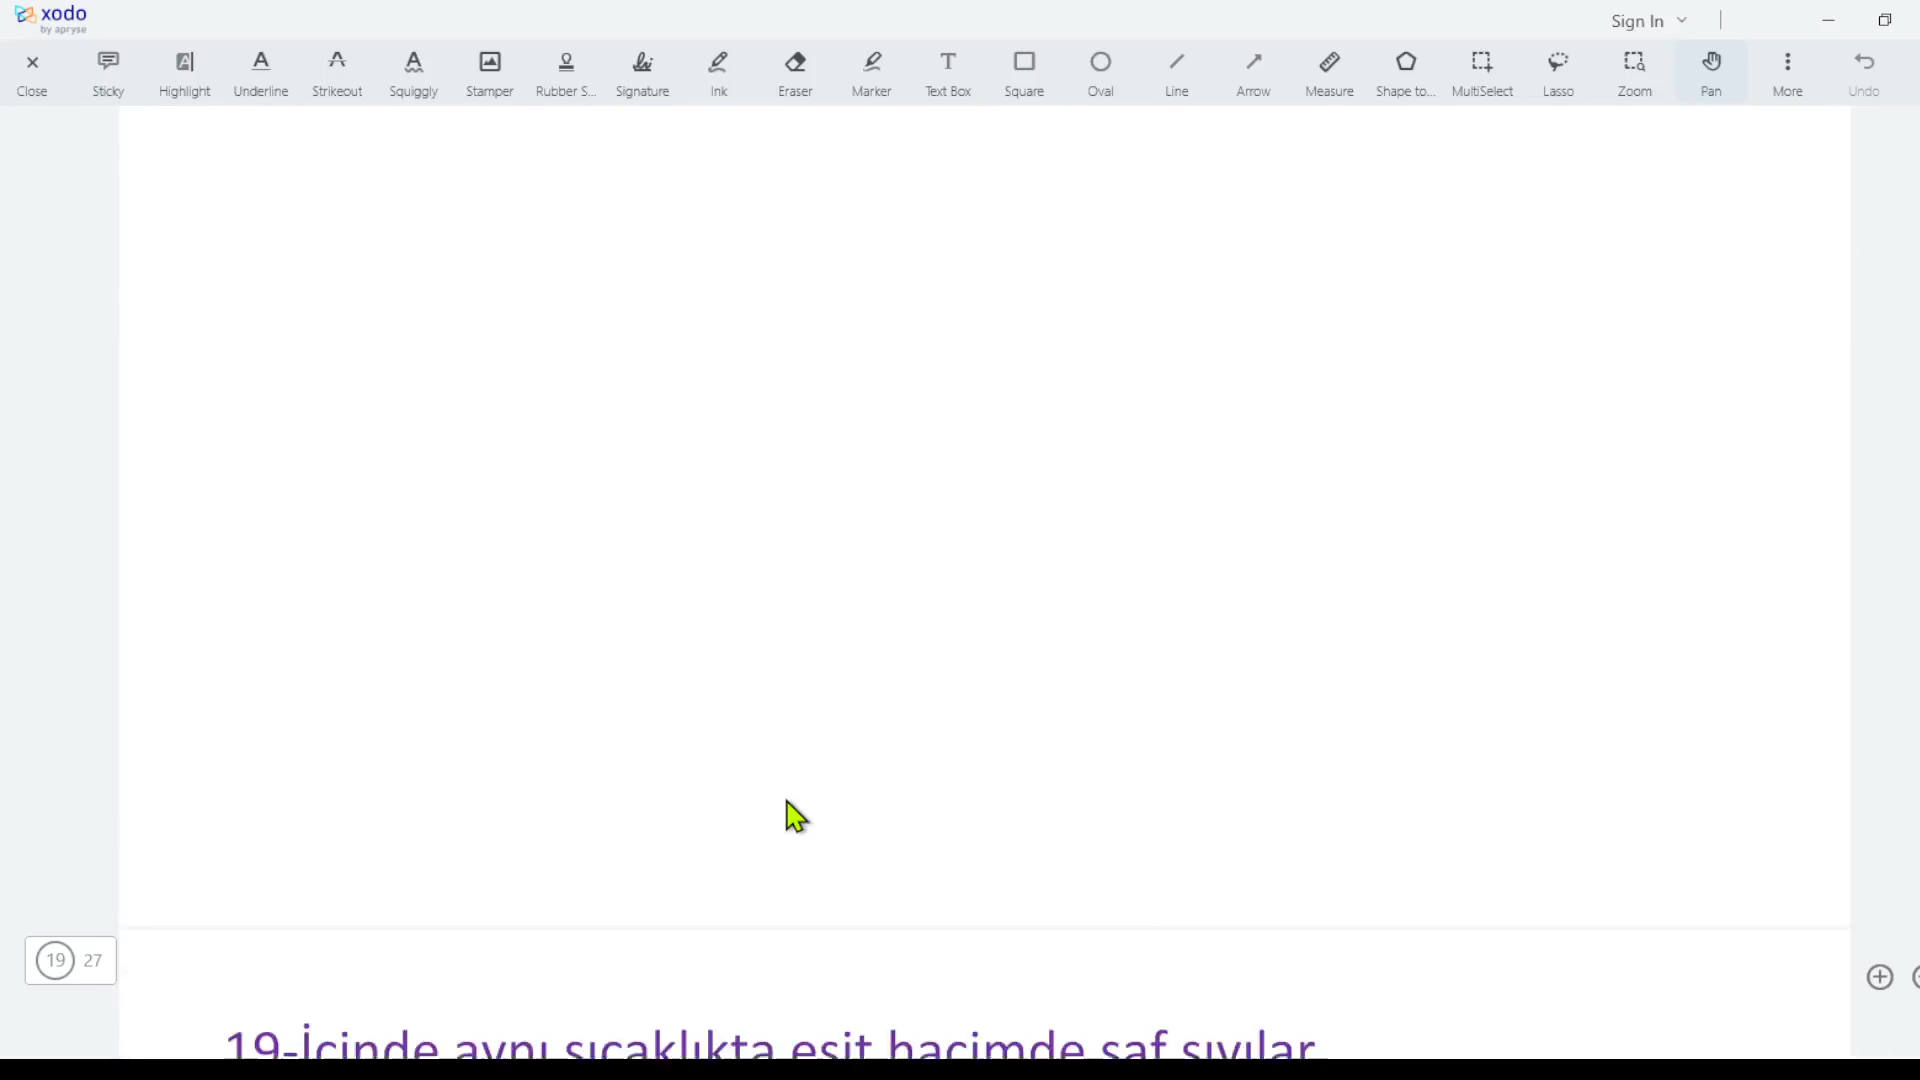 xodo
by apryse
Sign In
Close
Sticky
Highlight
Underline
Strikeout
Squiggly
Stamper
Rubber S...
Signature
Ink
Eraser
Marker
Text Box
Square
Oval
Line
Arrow
Measure
Shape to...
MultiSelect
Lasso
Zoom
Pan
More
Undo
19 27
19-İçinde aynı sıcaklıkta eşit hacimde saf sıvılar